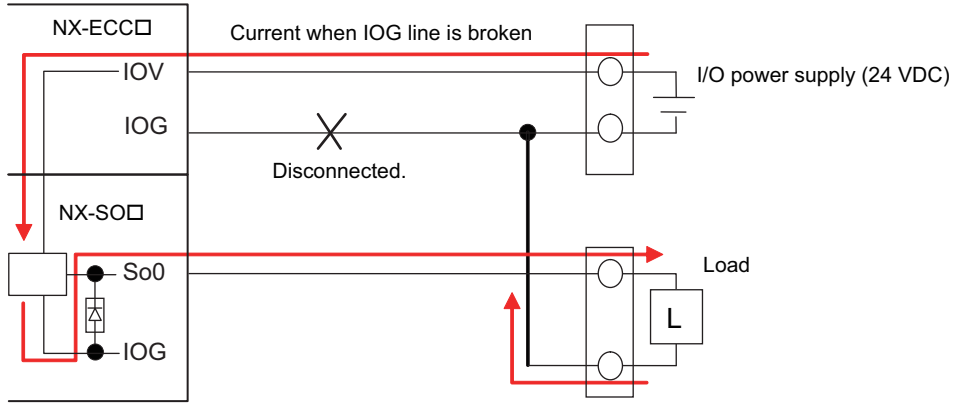 NX-ECC□
Current when IOG line is broken
IOV
I/O power supply (24 VDC)
IOG
Disconnected.
NX-SO□
So0
Load
L
IOG